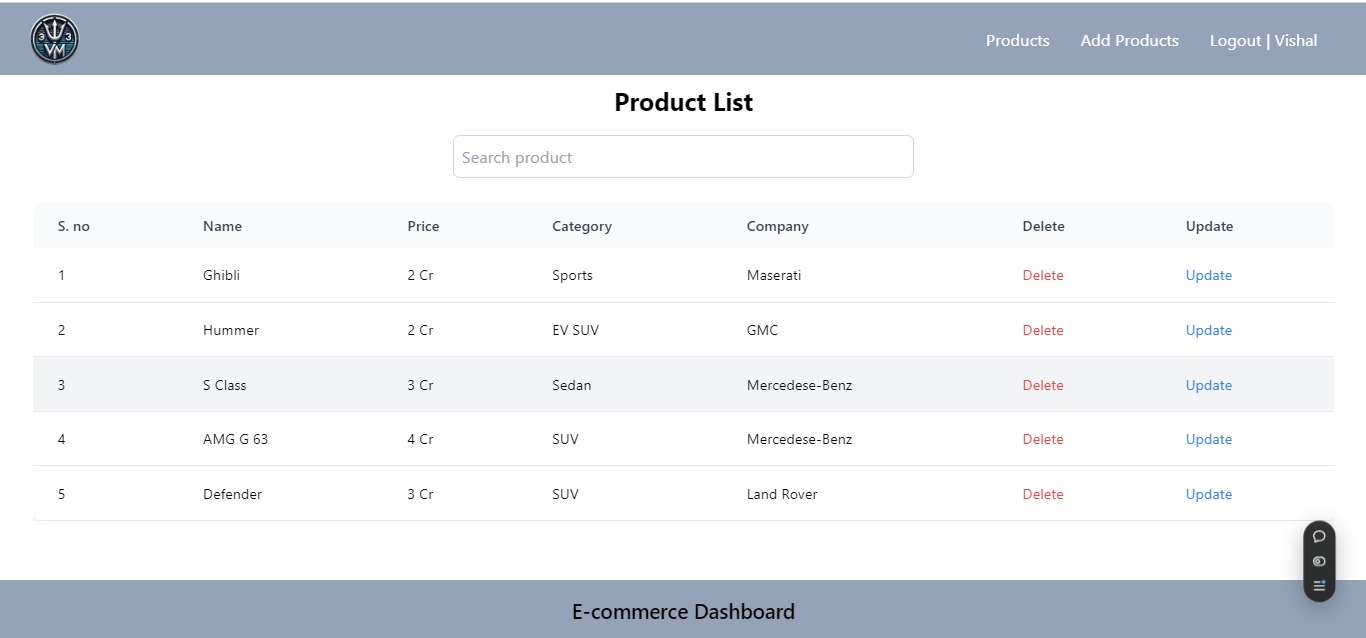 3 3
VM
Products Add Products Logout | Vishal
Product List
Search product
S. no Name Price Category Company Delete Update
1 Ghibli 2 Cr Sports Maserati Delete Update
2 Hummer 2 Cr EV SUV GMC Delete Update
3 S Class 3 Cr Sedan Mercedese-Benz Delete Update
4 AMG G 63 4 Cr SUV Mercedese-Benz Delete Update
5 Defender 3 Cr SUV Land Rover Delete Update
E-commerce Dashboard